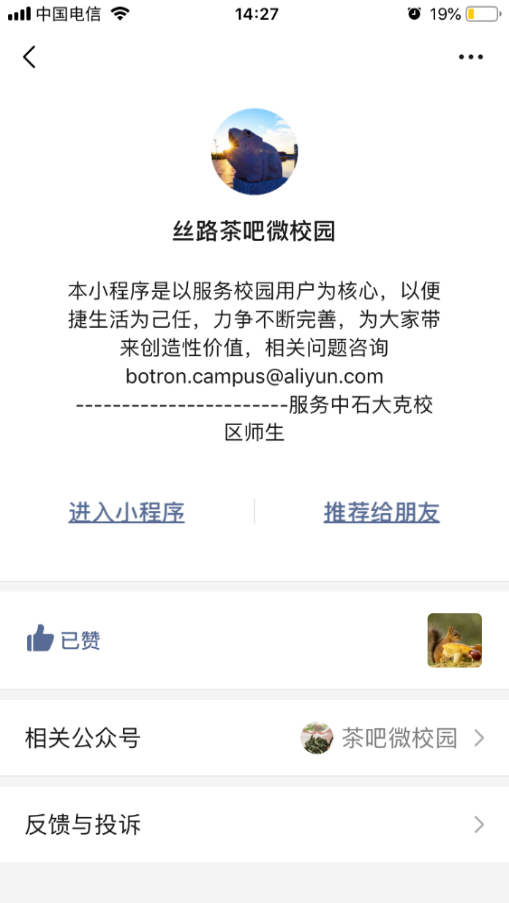 中国电信 14:27 19%
丝路茶吧微校园
本小程序是以服务校园用户为核心，以便
捷生活为己任，力争不断完善，为大家带
来创造性价值，相关问题咨询
botron.campus@aliyun.com
-----------------------服务中石大克校
区师生
进入小程序 推荐给朋友
已赞
相关公众号 茶吧微校园
反馈与投诉